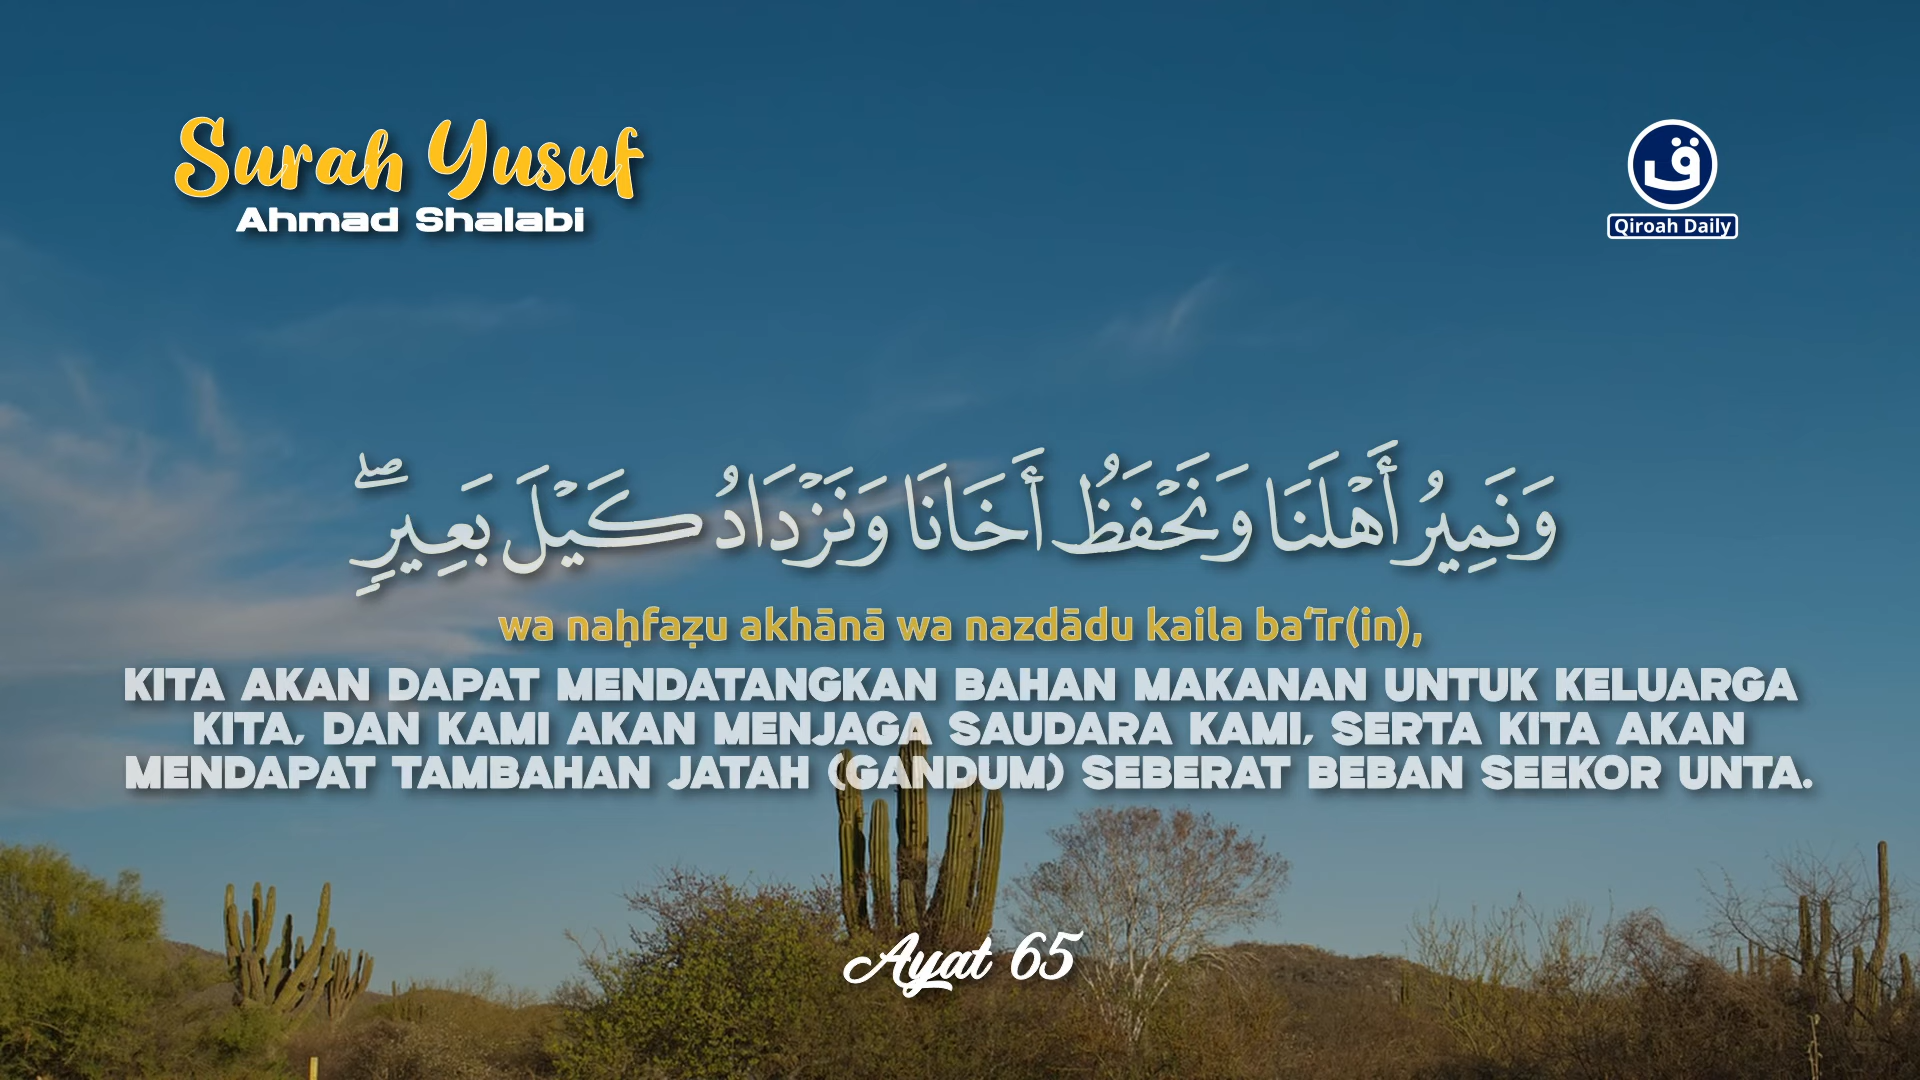 Surah Yusuf
Ahmad Shalabi
ق
Qiroah Daily
وَنَمِيرُ أَهْلَنَا وَنَحْفَظُ أَخَانَا وَنَزْدَادُ كَيْلَ بَعِيرٍۖ
wa naḥfaẓu akhānā wa nazdādu kaila ba‘īr(in),
KITA AKAN DAPAT MENDATANGKAN BAHAN MAKANAN UNTUK KELUARGA
KITA, DAN KAMI AKAN MENJAGA SAUDARA KAMI, SERTA KITA AKAN
MENDAPAT TAMBAHAN JATAH (GANDUM) SEBERAT BEBAN SEEKOR UNTA.
Ayat 65